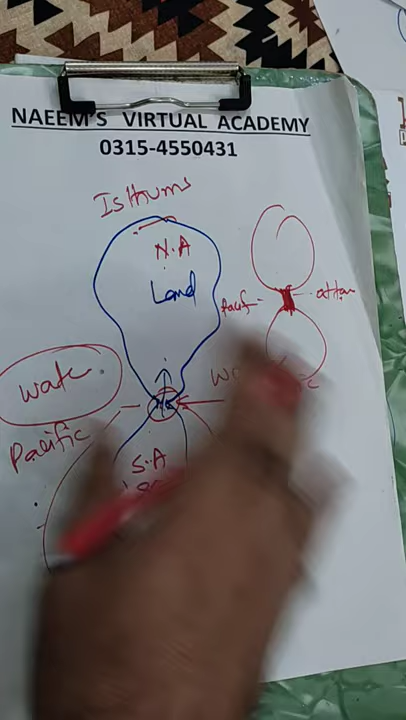 NAEEM'S VIRTUAL ACADEMY
0315-4550431
Isthums
N.A
Land
Pacif
attan
water
Pacific
S.A